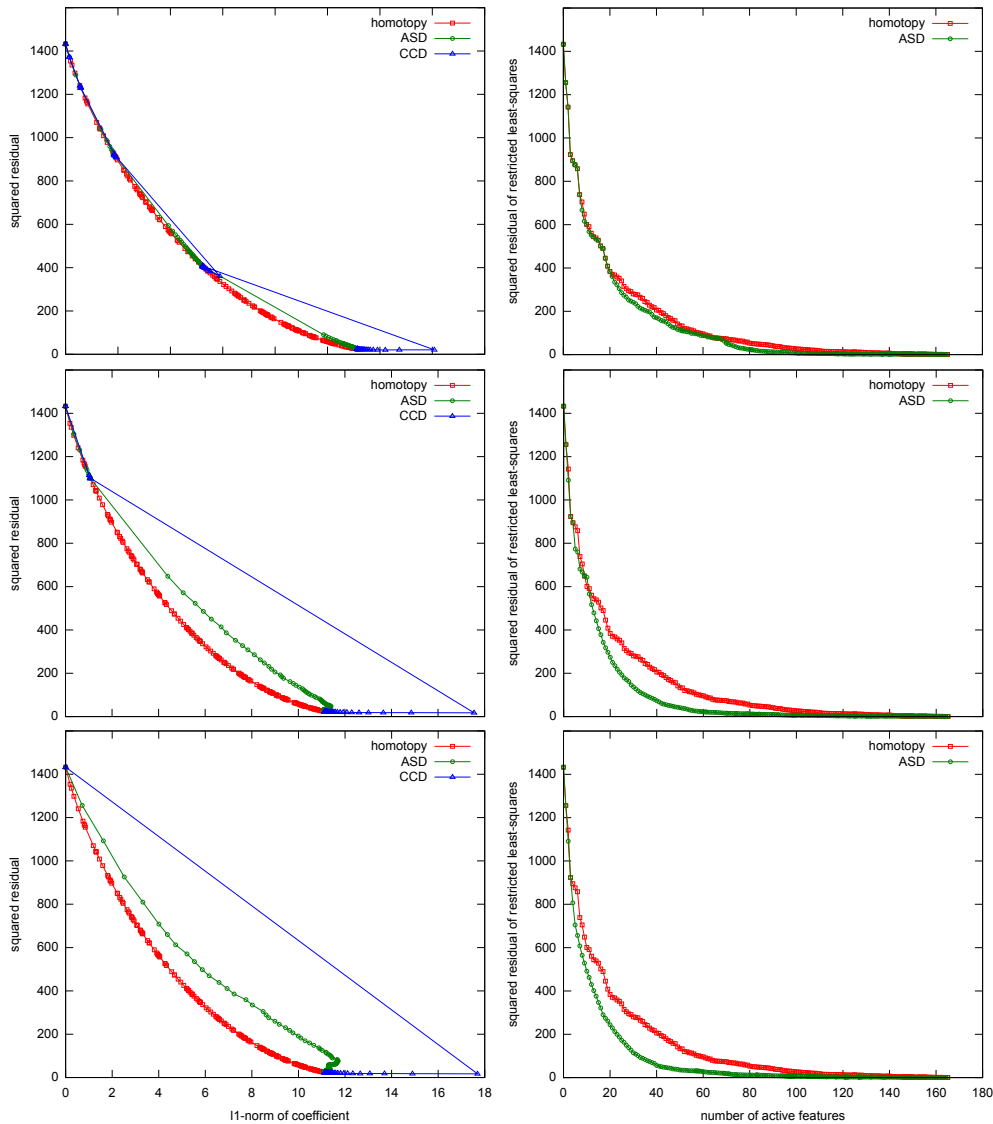 homotopy
ASD
CCD
1400
1200
1000
800
600
400
200
0
squared residual
homotopy
ASD
1400
1200
1000
800
600
400
200
0
squared residual of restricted least-squares
homotopy
ASD
CCD
1400
1200
1000
800
600
400
200
0
squared residual
homotopy
ASD
1400
1200
1000
800
600
400
200
0
squared residual of restricted least-squares
homotopy
ASD
CCD
1400
1200
1000
800
600
400
200
0
squared residual
0 2 4 6 8 10 12 14 16 18
l1-norm of coefficient
homotopy
ASD
1400
1200
1000
800
600
400
200
0
squared residual of restricted least-squares
0 20 40 60 80 100 120 140 160 180
number of active features